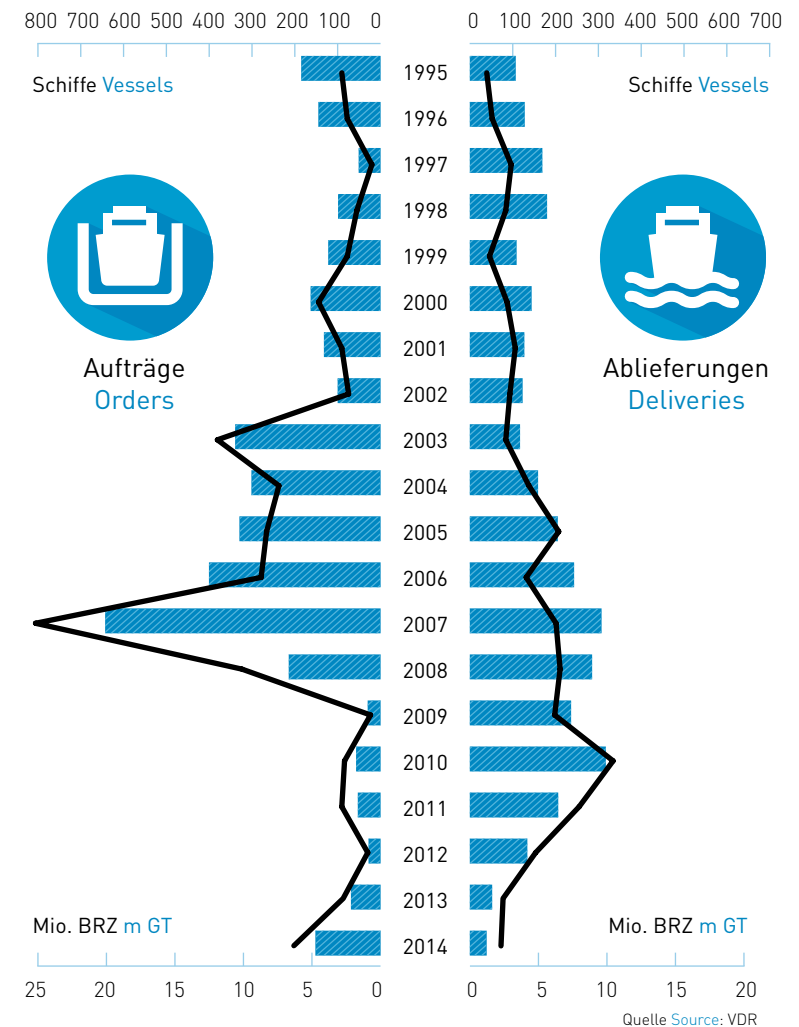 800 700 600 500 400 300 200 100 0
0 100 200 300 400 500 600 700
1995
Schiffe Vessels
Schiffe Vessels
1996
1997
1998
1999
2000
2001
Aufträge
Orders
Ablieferungen
Deliveries
2002
2003
2004
2005
2006
2007
2008
2009
2010
2011
2012
2013
Mio. BRZ m GT
Mio. BRZ m GT
2014
25 20 15 10 5 0
0 5 10 15 20
Quelle Source: VDR